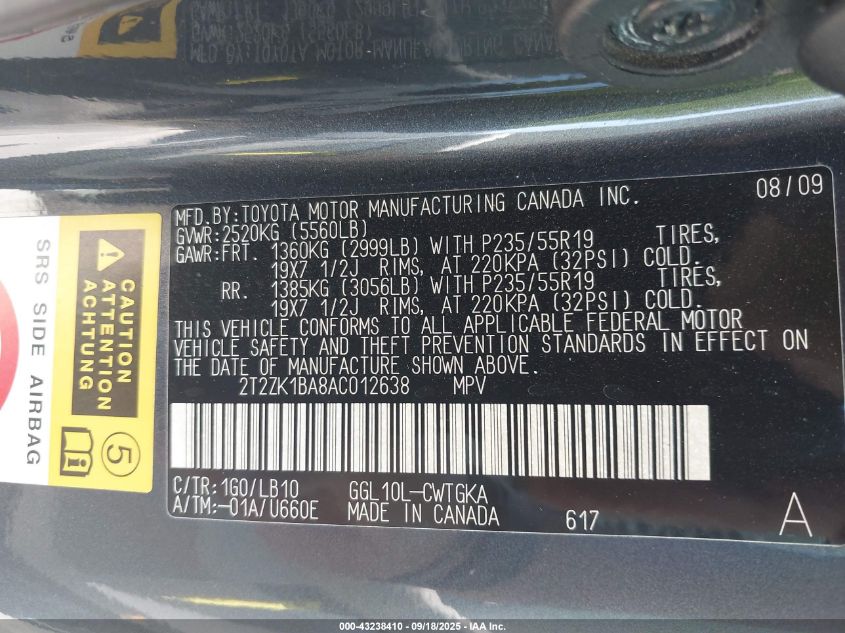 MFD.BY:TOYOTA MOTOR MANUFACTURING CANADA INC. 08/09
GVWR:2520KG (5560LB)
GAWR:FRT. 1360KG (2999LB) WITH P235/55R19 TIRES,
19X7 1/2J RIMS, AT 220KPA (32PSI) COLD.
RR. 1385KG (3056LB) WITH P235/55R19 TIRES,
19X7 1/2J RIMS, AT 220KPA (32PSI) COLD.
THIS VEHICLE CONFORMS TO ALL APPLICABLE FEDERAL MOTOR
VEHICLE SAFETY AND THEFT PREVENTION STANDARDS IN EFFECT ON
THE DATE OF MANUFACTURE SHOWN ABOVE.
2T2ZK1BA8AC012638 MPV
C/TR:1G0/LB10 GGL10L-CWTGKA
A/TM:-01A/U660E MADE IN CANADA 617 A
CAUTION
ATTENTION
ACHTUNG
5
SRS SIDE AIRBAG
000-43238410 - 09/18/2025 - IAA Inc.